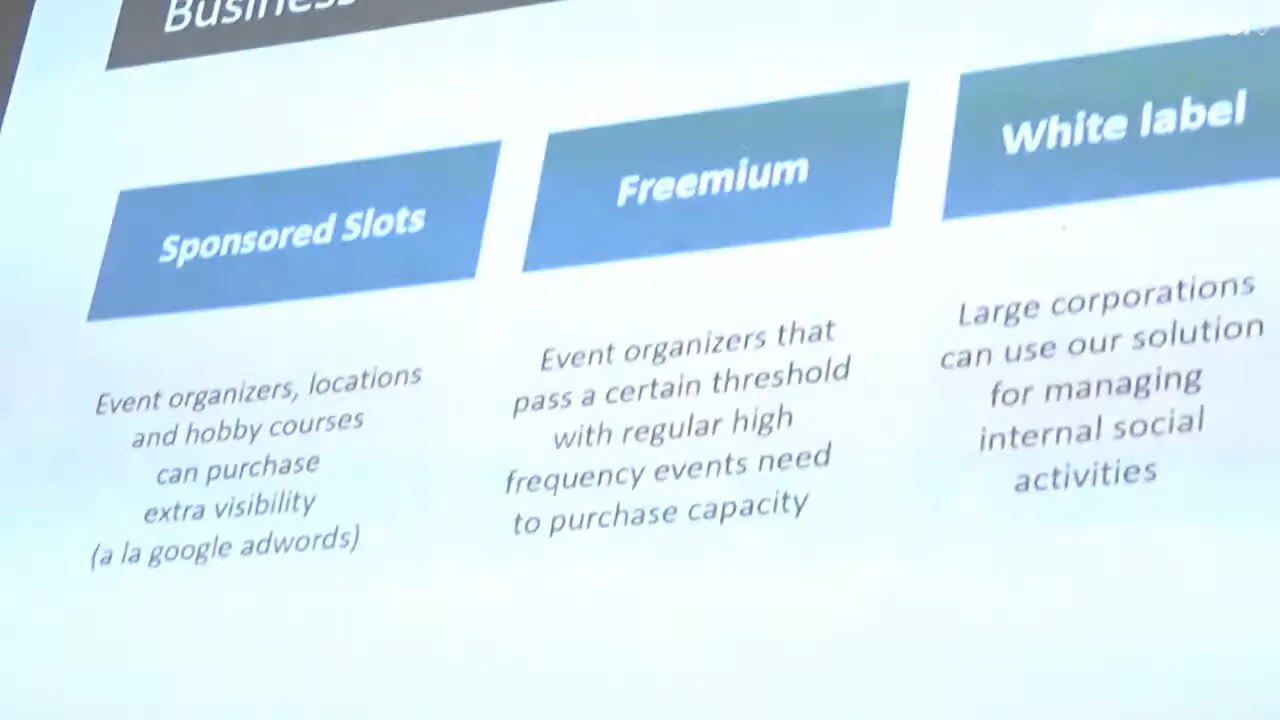 Business
Sponsored Slots
Event organizers, locations
and hobby courses
can purchase
extra visibility
(a la google adwords)
Freemium
Event organizers that
pass a certain threshold
with regular high
frequency events need
to purchase capacity
White label
Large corporations
can use our solution
for managing
internal social
activities